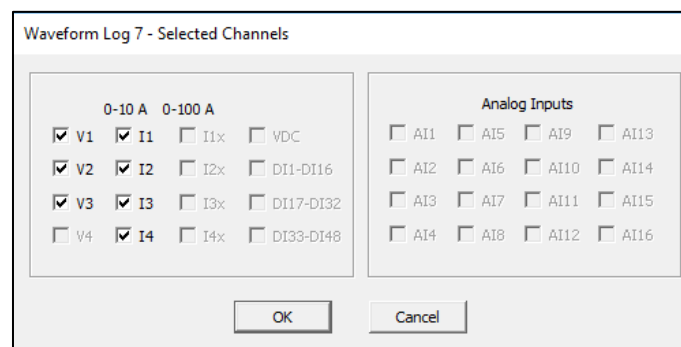 Waveform Log 7 - Selected Channels
0-10 A 0-100 A
V1 I1 I1x VDC
V2 I2 I2x DI1-DI16
V3 I3 I3x DI17-DI32
V4 I4 I4x DI33-DI48
Analog Inputs
AI1 AI5 AI9 AI13
AI2 AI6 AI10 AI14
AI3 AI7 AI11 AI15
AI4 AI8 AI12 AI16
OK Cancel